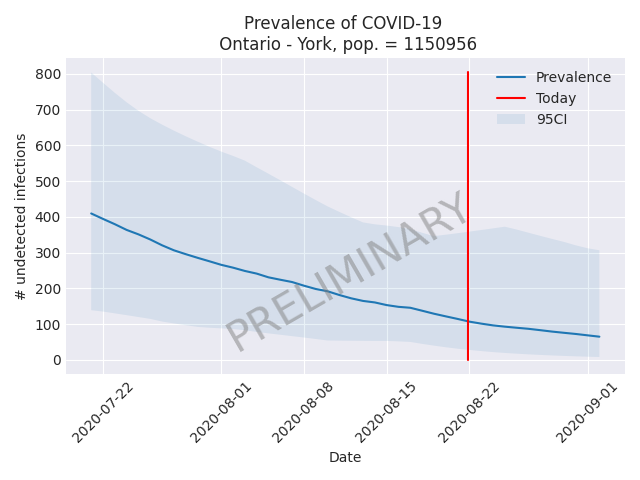 Prevalence of COVID-19
Ontario - York, pop. = 1150956
800
700
600
500
400
300
200
100
0
# undetected infections
Prevalence
Today
95CI
PRELIMINARY
2020-07-22
2020-08-01
2020-08-08
2020-08-15
2020-08-22
2020-09-01
Date